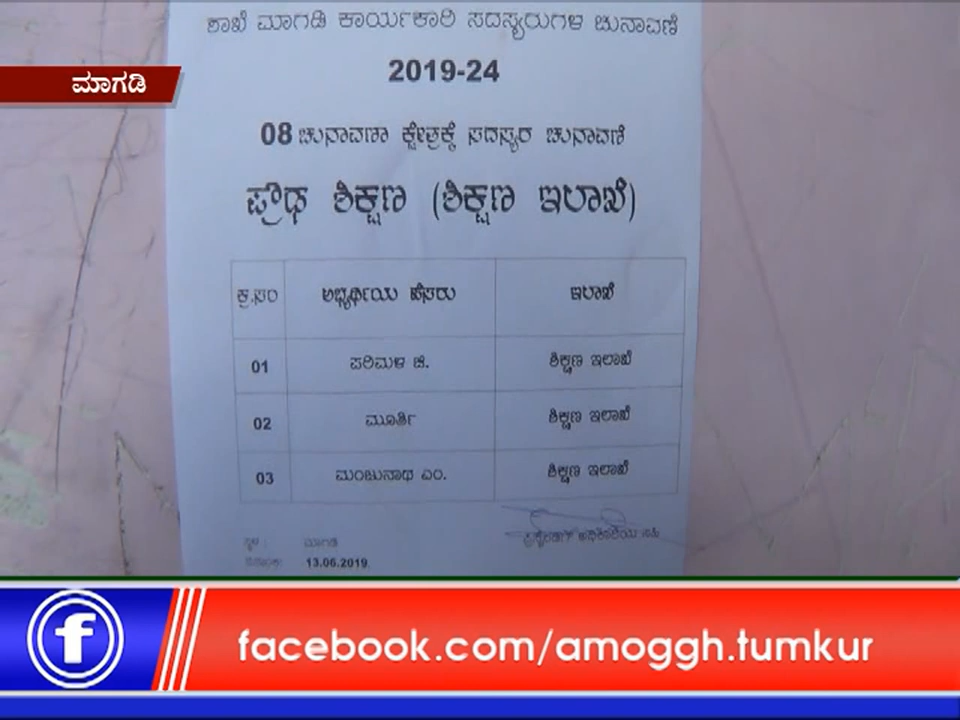 ಶಾಖೆ ಮಾಗಡಿ ಕಾರ್ಯಕಾರಿ ಸದಸ್ಯರುಗಳ ಚುನಾವಣೆ
2019-24
ಮಾಗಡಿ
08 ಚುನಾವಣಾ ಕ್ಷೇತ್ರಕ್ಕೆ ಸದಸ್ಯರ ಚುನಾವಣೆ
ಪ್ರೌಢ ಶಿಕ್ಷಣ (ಶಿಕ್ಷಣ ಇಲಾಖೆ)
ಕ್ರ.ಸಂ ಅಭ್ಯರ್ಥಿಯ ಹೆಸರು ಇಲಾಖೆ
01 ಪರಿಮಳ ಜಿ. ಶಿಕ್ಷಣ ಇಲಾಖೆ
02 ಮೂರ್ತಿ ಶಿಕ್ಷಣ ಇಲಾಖೆ
03 ಮಂಜುನಾಥ ಎಂ. ಶಿಕ್ಷಣ ಇಲಾಖೆ
ಸ್ಥಳ : ಮಾಗಡಿ
ದಿನಾಂಕ: 13.06.2019
facebook.com/amoggh.tumkur